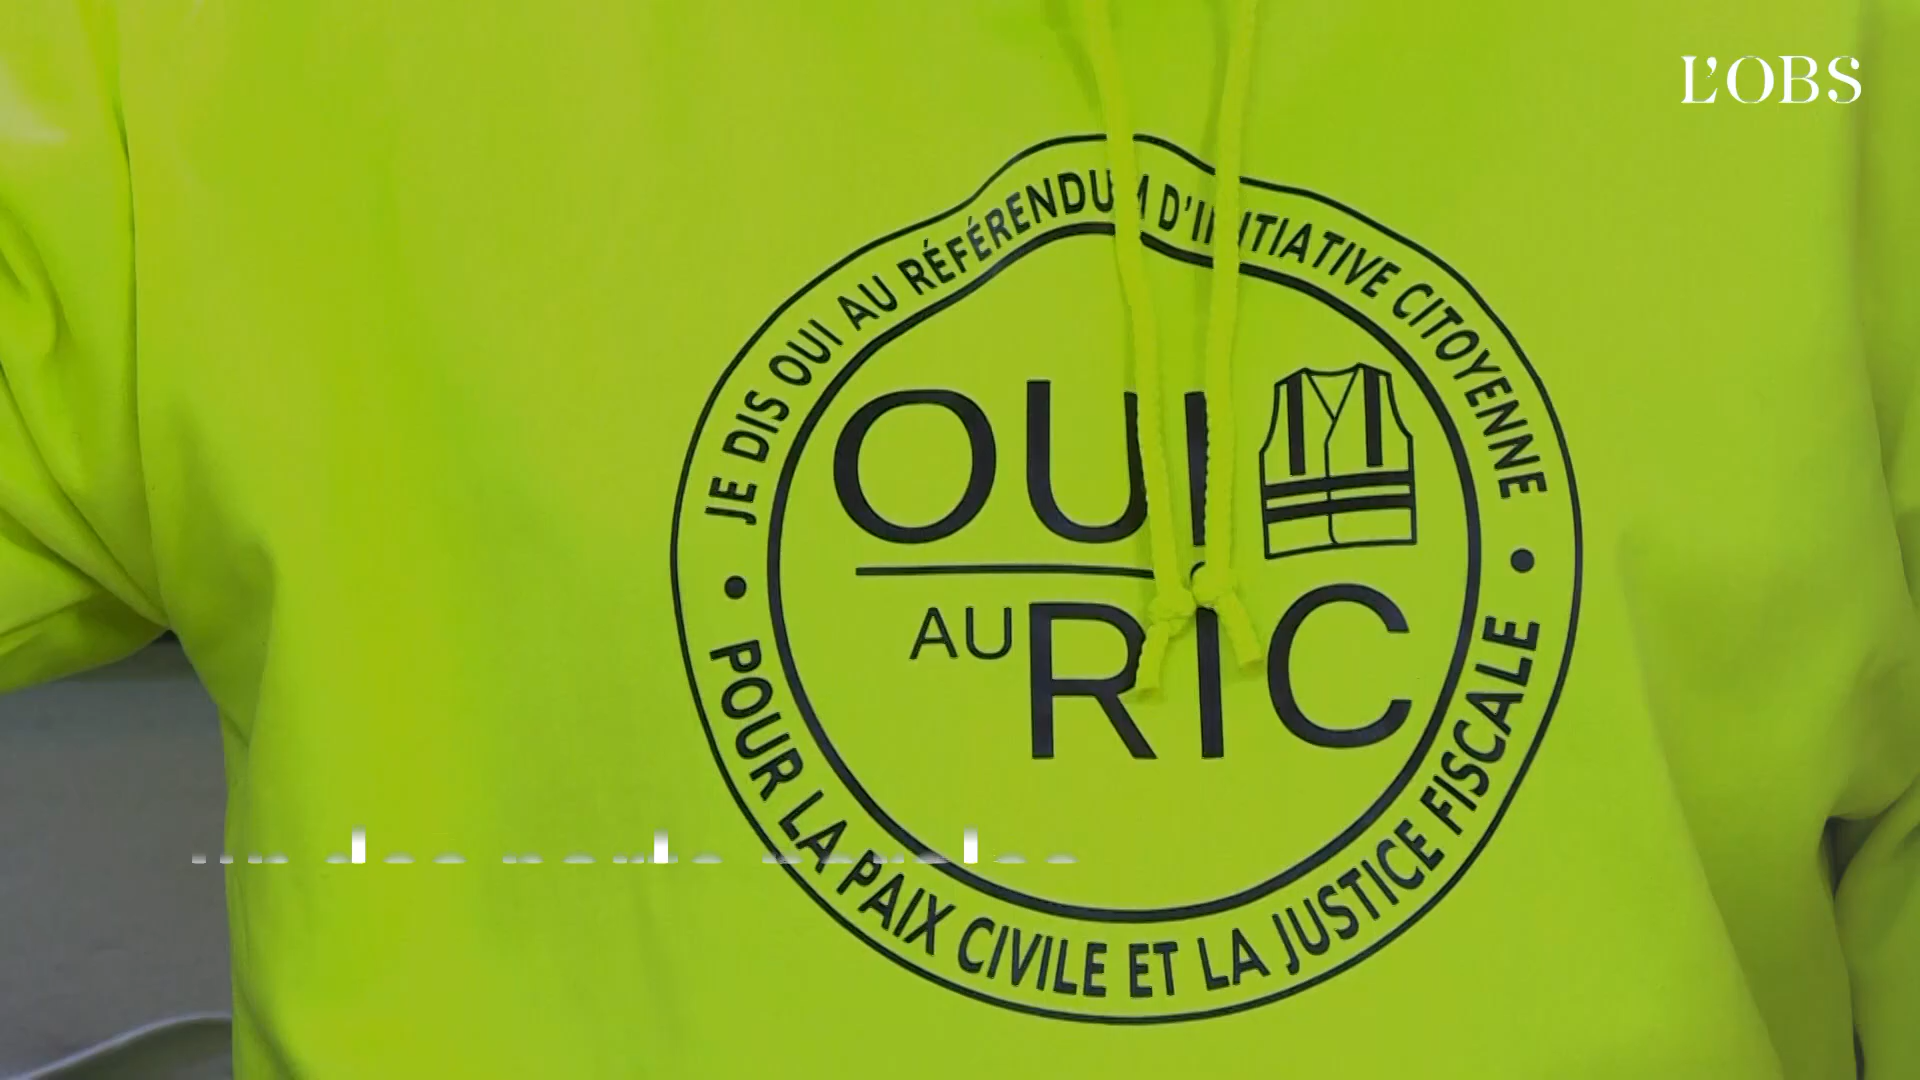 L'OBS
JE DIS OUI AU RÉFÉRENDUM D'INITIATIVE CITOYENNE
OUI
AU RIC
• POUR LA PAIX CIVILE ET LA JUSTICE FISCALE •